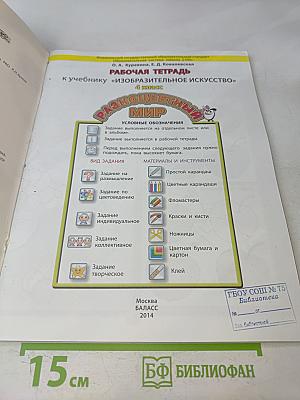 О. А. Куревина, Е. Д. Ковалевская
РАБОЧАЯ ТЕТРАДЬ
к учебнику «ИЗОБРАЗИТЕЛЬНОЕ ИСКУССТВО»
4 класс
РАЗНОЦВЕТНЫЙ
МИР
УСЛОВНЫЕ ОБОЗНАЧЕНИЯ
Задание выполняется на отдельном листе или
в альбоме.
Задание выполняется в рабочей тетради
Перед выполнением следующего задания нужно
подождать, пока высохнет бумага.
ВИД ЗАДАНИЯ
МАТЕРИАЛЫ И ИНСТРУМЕНТЫ
Задание на
размышление
Задание по
цветоведению
Задание
индивидуальное
Задание
коллективное
Задание
творческое
Простой карандаш
Цветные карандаши
Фломастеры
Краски и кисти
Ножницы
Цветная бумага и
картон
Клей
Москва
БАЛАСС
2014
ГБОУ СОШ № 75
Библиотека
№
15 см
БФ БИБЛИОФАН